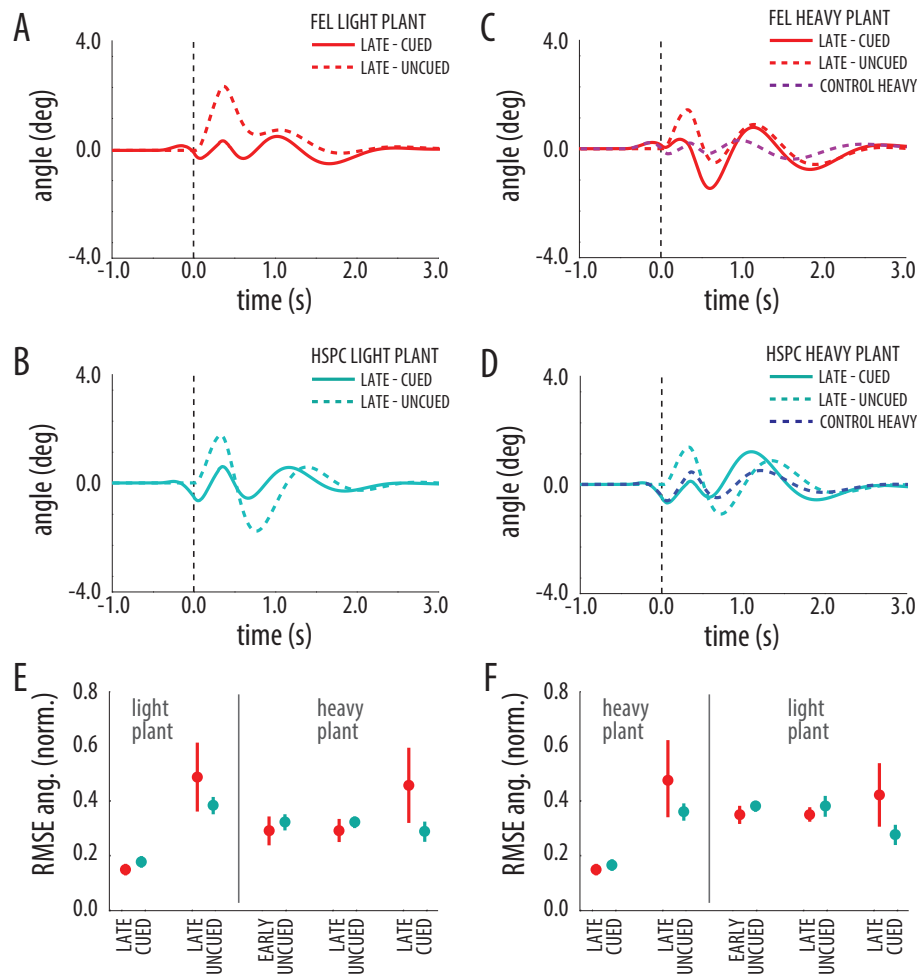 A
FEL LIGHT PLANT
LATE - CUED
LATE - UNCUED
4.0
0.0
-4.0
angle (deg)
-1.0 0.0 1.0 2.0 3.0
time (s)
C
FEL HEAVY PLANT
LATE - CUED
LATE - UNCUED
CONTROL HEAVY
4.0
0.0
-4.0
angle (deg)
-1.0 0.0 1.0 2.0 3.0
time (s)
B
HSPC LIGHT PLANT
LATE - CUED
LATE - UNCUED
4.0
0.0
-4.0
angle (deg)
-1.0 0.0 1.0 2.0 3.0
time (s)
D
HSPC HEAVY PLANT
LATE - CUED
LATE - UNCUED
CONTROL HEAVY
4.0
0.0
-4.0
angle (deg)
-1.0 0.0 1.0 2.0 3.0
time (s)
E
0.8
0.6
0.4
0.2
0.0
RMSE ang. (norm.)
light
plant
heavy
plant
LATE
CUED
LATE
UNCUED
EARLY
UNCUED
LATE
UNCUED
LATE
CUED
F
0.8
0.6
0.4
0.2
0.0
RMSE ang. (norm.)
heavy
plant
light
plant
LATE
CUED
LATE
UNCUED
EARLY
UNCUED
LATE
UNCUED
LATE
CUED